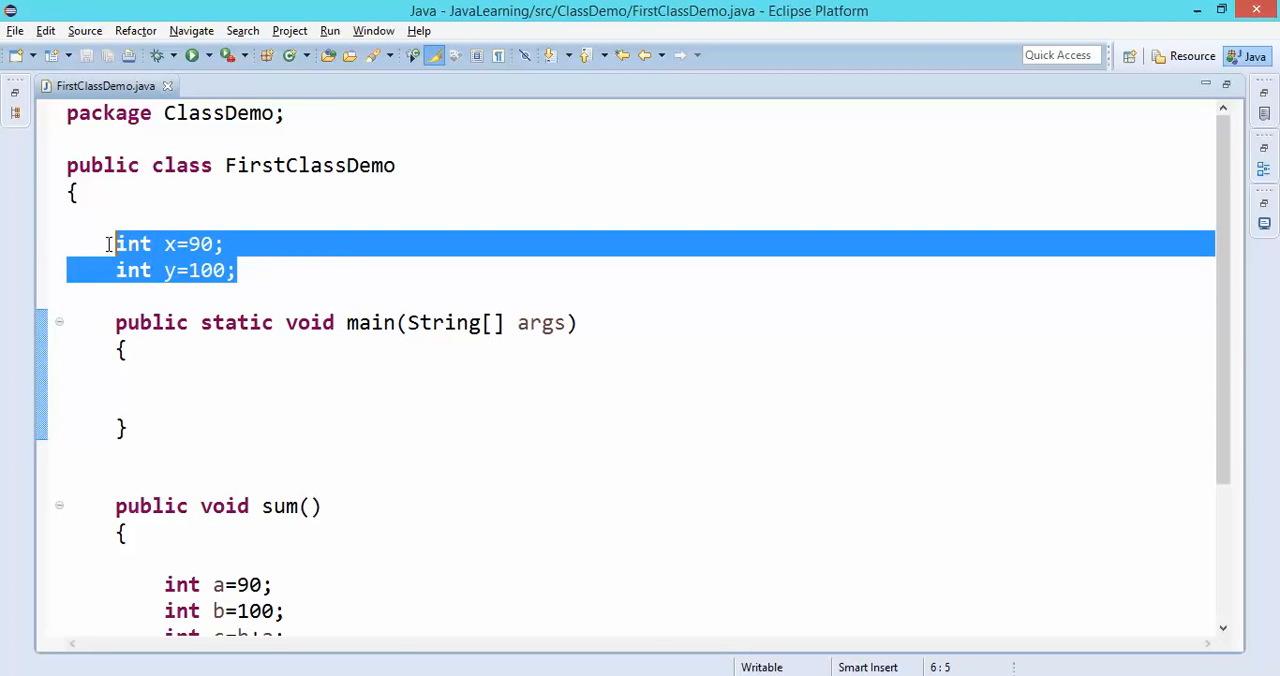 Java - JavaLearning/src/ClassDemo/FirstClassDemo.java - Eclipse Platform
File Edit Source Refactor Navigate Search Project Run Window Help
Quick Access Resource Java
FirstClassDemo.java
package ClassDemo;
public class FirstClassDemo
{
int x=90;
int y=100;
public static void main(String[] args)
{
}
public void sum()
{
int a=90;
int b=100;
int c=b+a;
Writable Smart Insert 6 : 5